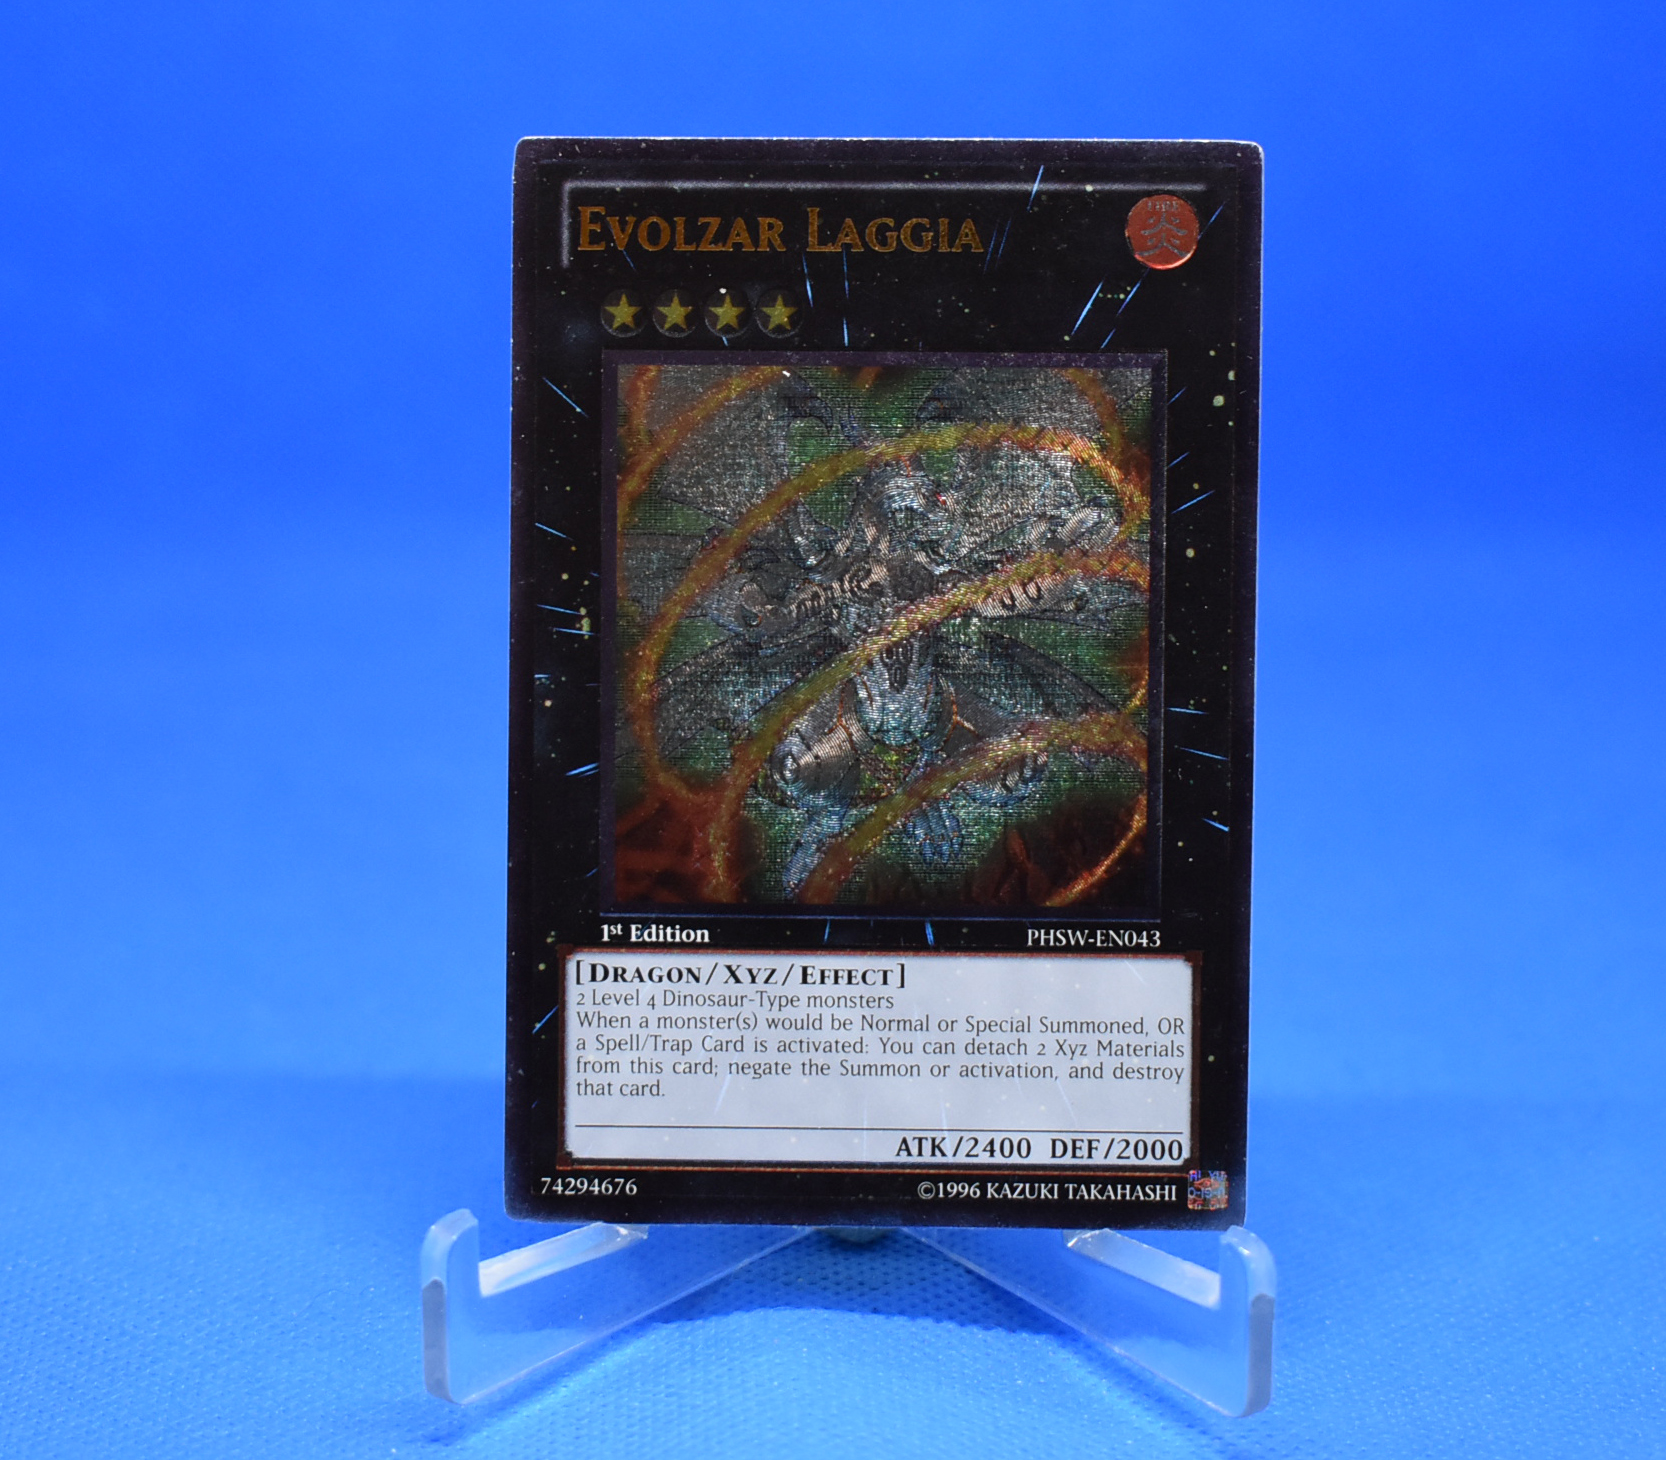 Evolzar Laggia
炎
1st Edition
PHSW-EN043
[Dragon/Xyz/Effect]
2 Level 4 Dinosaur-Type monsters
When a monster(s) would be Normal or Special Summoned, OR
a Spell/Trap Card is activated: You can detach 2 Xyz Materials
from this card; negate the Summon or activation, and destroy
that card.
ATK/2400 DEF/2000
74294676
©1996 KAZUKI TAKAHASHI